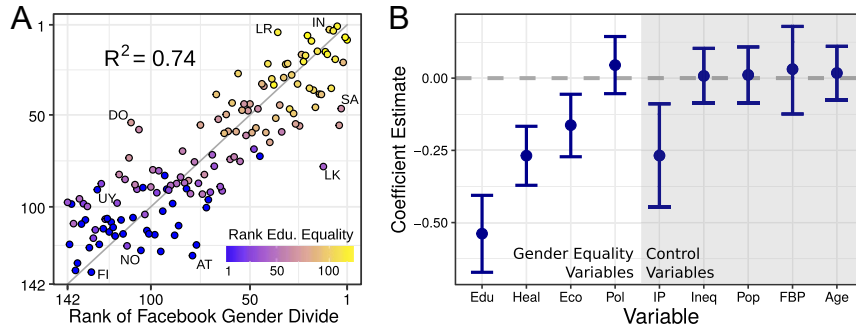 A
1
50
100
142
R² = 0.74
LR
IN
SA
DO
LK
UY
NO
AT
FI
Rank Edu. Equality
1 50 100
142 100 50 1
Rank of Facebook Gender Divide
B
Coefficient Estimate
0.00
−0.25
−0.50
Gender Equality
Variables
Control
Variables
Edu Heal Eco Pol IP Ineq Pop FBP Age
Variable